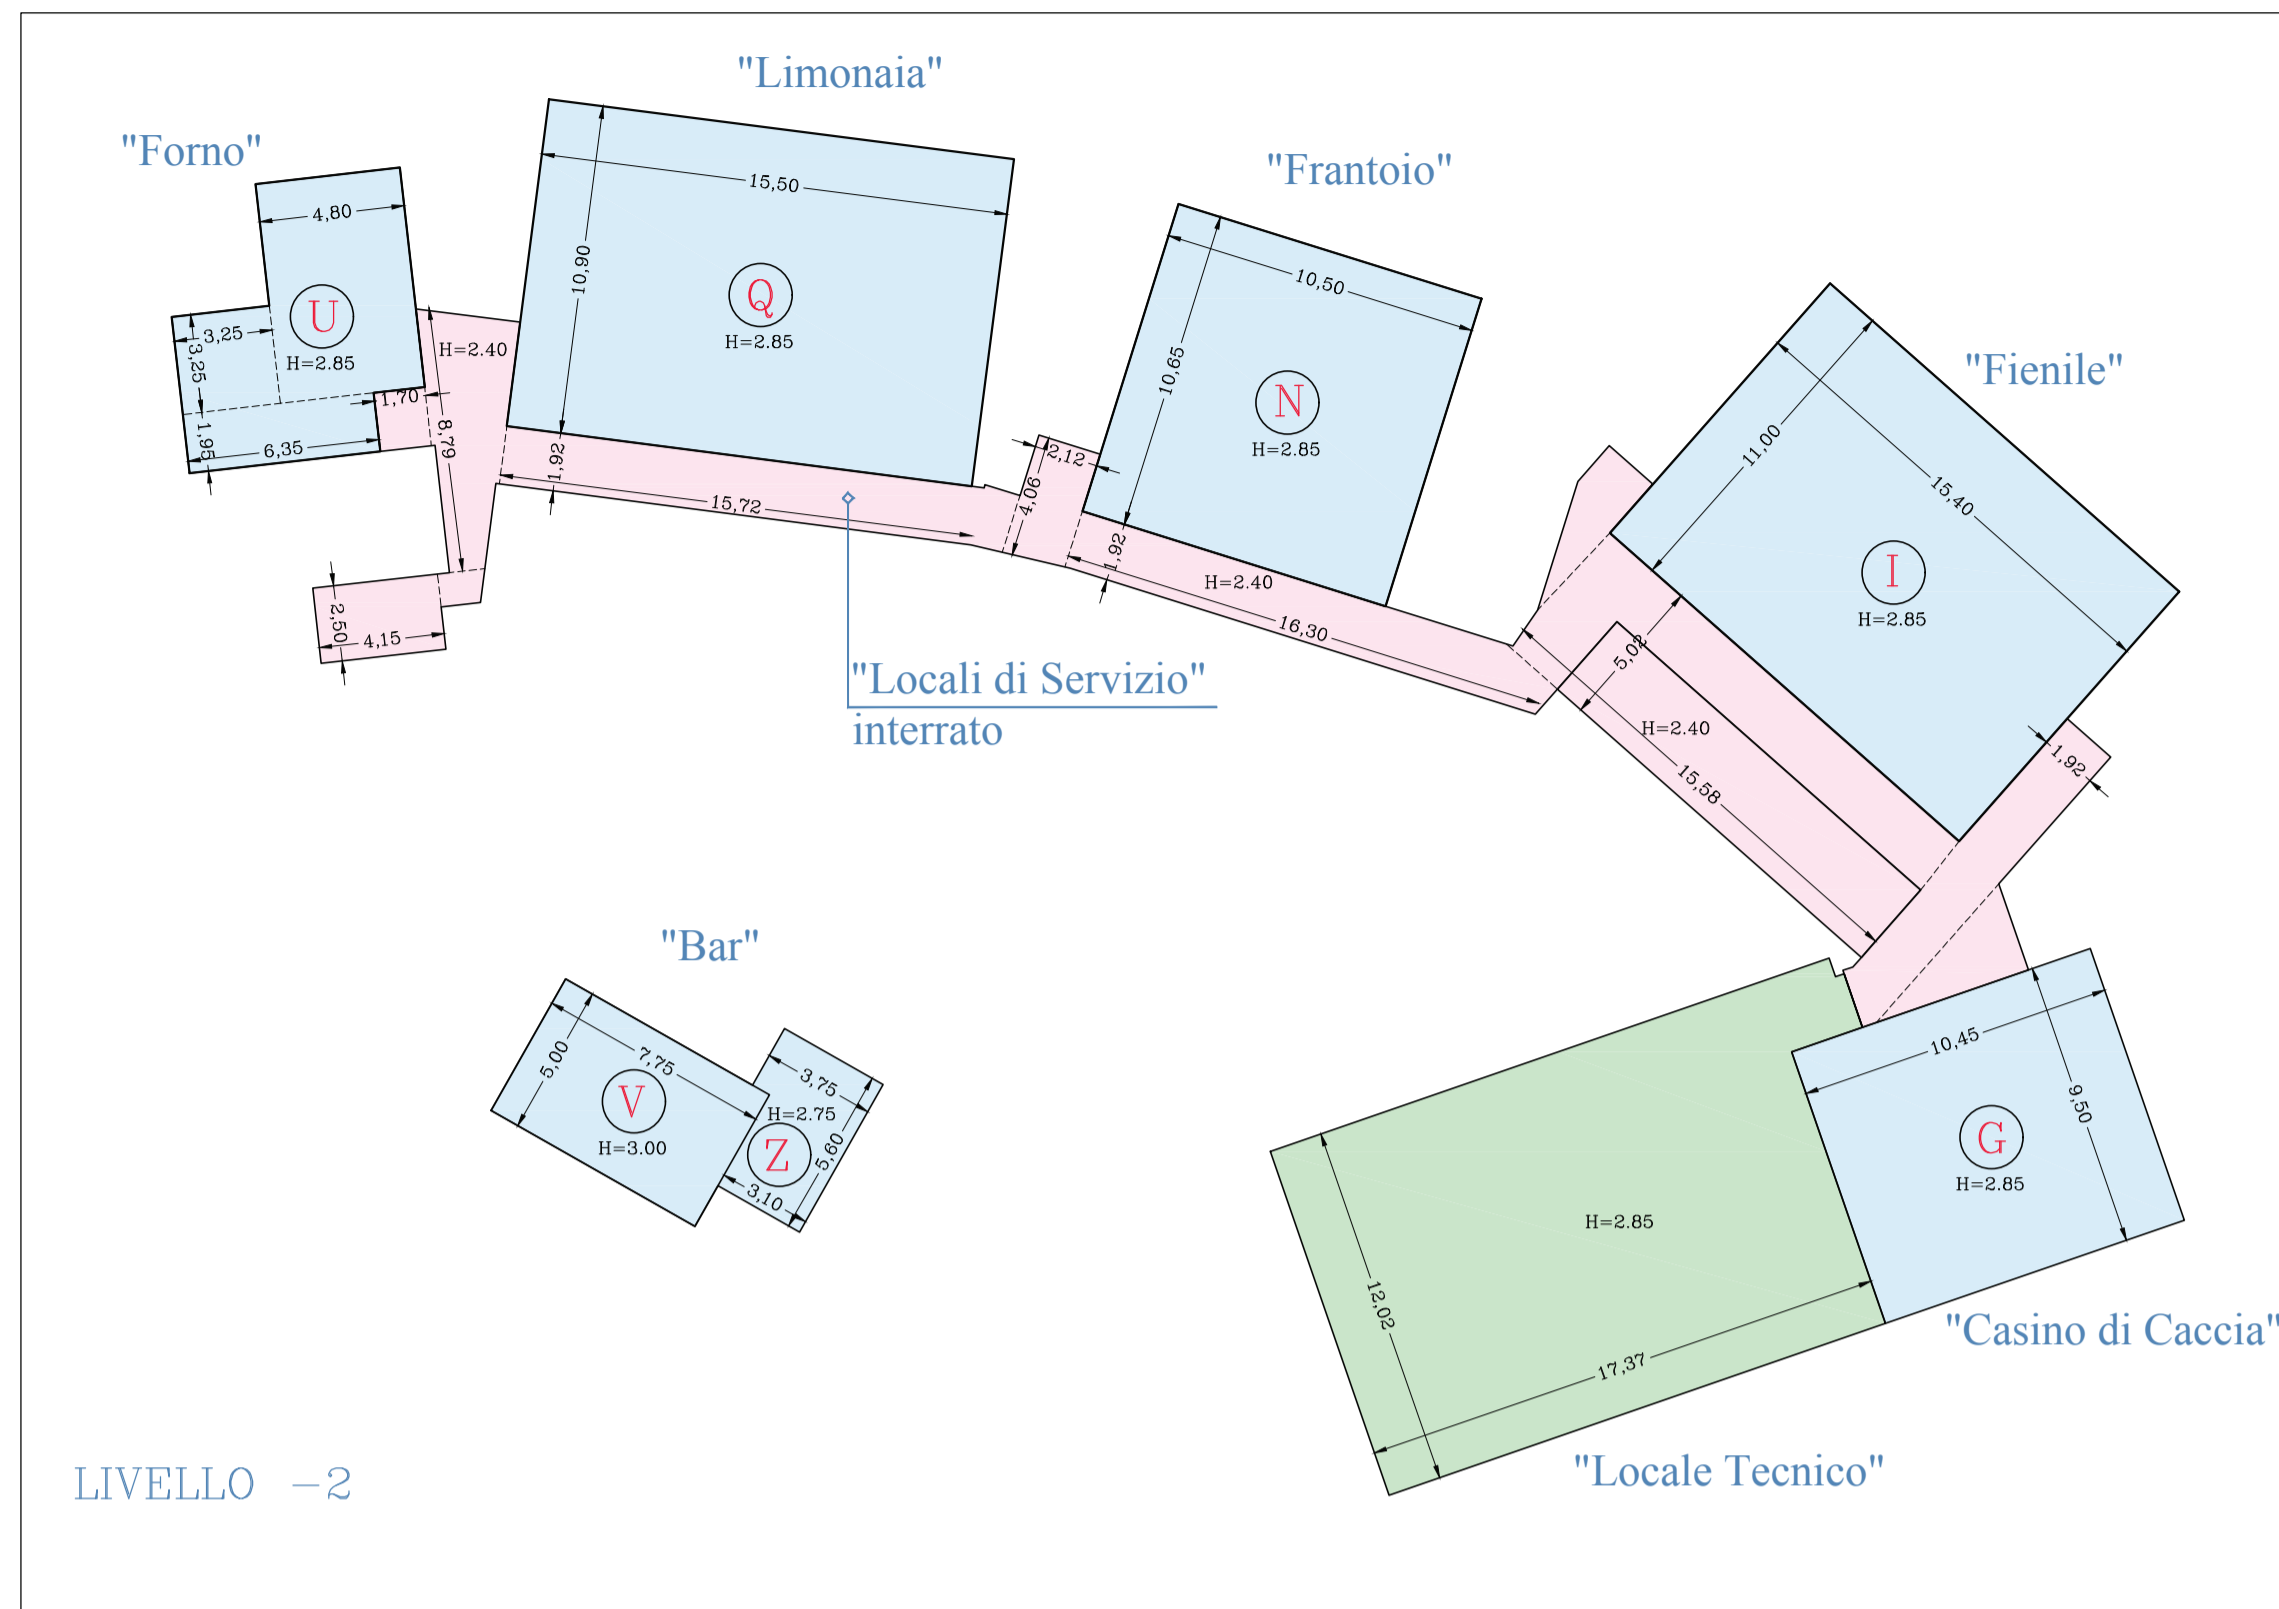 "Limonaia"
"Forno"
"Frantoio"
"Fienile"
4,80
U
H=2.85
3,25
3,25
1,95
6,35
1,70
H=2.40
8,79
2,50
4,15
15,50
10,90
Q
H=2.85
1,92
15,72
10,50
10,65
N
H=2.85
2,12
4,06
1,92
H=2.40
16,30
11,00
15,40
I
H=2.85
5,02
H=2.40
15,58
1,92
"Locali di Servizio"
interrato
"Bar"
5,00
7,75
V
H=3.00
3,75
H=2.75
Z
5,60
3,10
10,45
9,50
G
H=2.85
H=2.85
12,02
17,37
"Casino di Caccia"
"Locale Tecnico"
LIVELLO -2